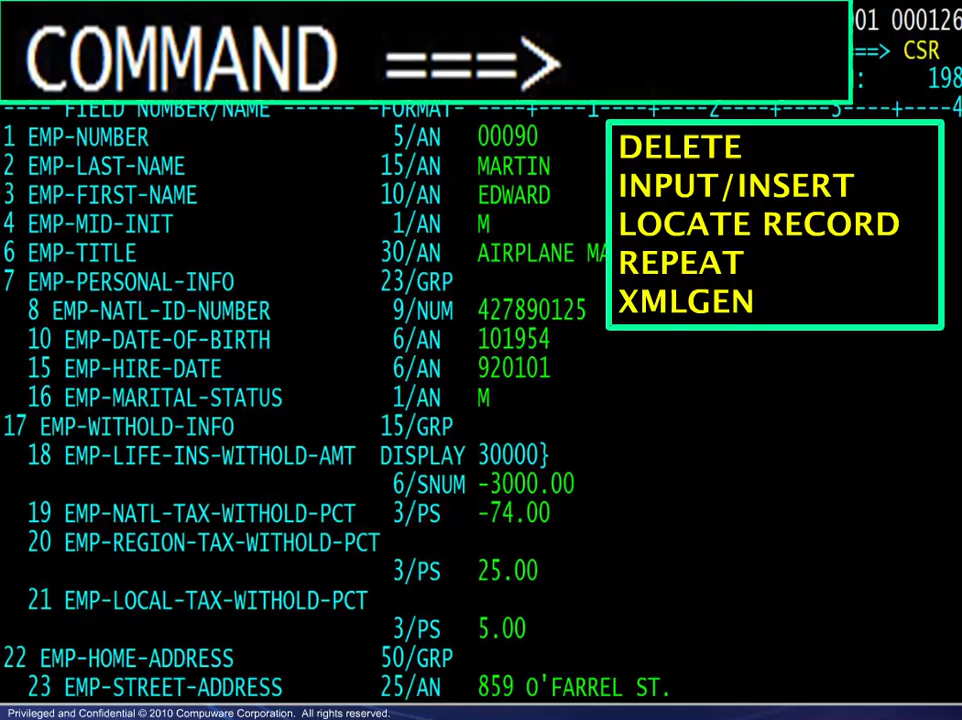 COMMAND ===>
01 000126
==> CSR
: 198
---- FIELD NUMBER/NAME ------ -FORMAT- ----+----1----+----2----+----3----+----4
1 EMP-NUMBER 5/AN 00090
2 EMP-LAST-NAME 15/AN MARTIN
3 EMP-FIRST-NAME 10/AN EDWARD
4 EMP-MID-INIT 1/AN M
6 EMP-TITLE 30/AN AIRPLANE MA
7 EMP-PERSONAL-INFO 23/GRP
8 EMP-NATL-ID-NUMBER 9/NUM 427890125
10 EMP-DATE-OF-BIRTH 6/AN 101954
15 EMP-HIRE-DATE 6/AN 920101
16 EMP-MARITAL-STATUS 1/AN M
17 EMP-WITHOLD-INFO 15/GRP
18 EMP-LIFE-INS-WITHOLD-AMT DISPLAY 30000}
6/SNUM -3000.00
19 EMP-NATL-TAX-WITHOLD-PCT 3/PS -74.00
20 EMP-REGION-TAX-WITHOLD-PCT
3/PS 25.00
21 EMP-LOCAL-TAX-WITHOLD-PCT
3/PS 5.00
22 EMP-HOME-ADDRESS 50/GRP
23 EMP-STREET-ADDRESS 25/AN 859 O'FARREL ST.
DELETE
INPUT/INSERT
LOCATE RECORD
REPEAT
XMLGEN
Privileged and Confidential © 2010 Compuware Corporation. All rights reserved.